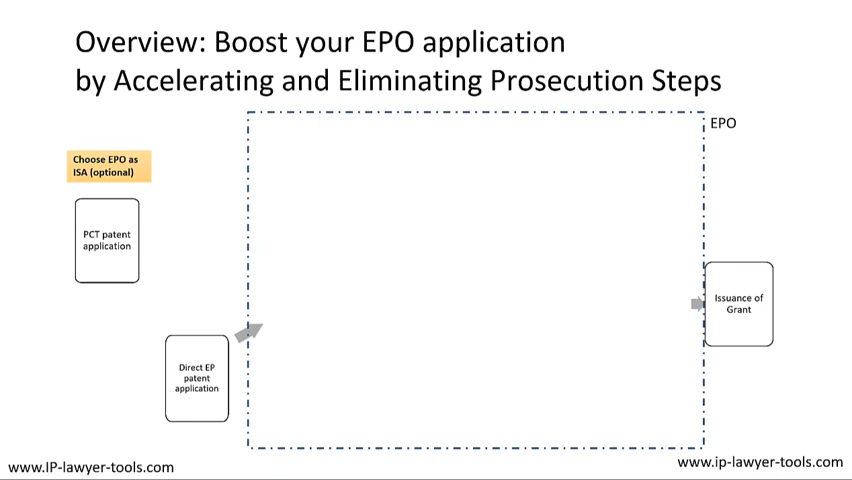 Overview: Boost your EPO application
by Accelerating and Eliminating Prosecution Steps
EPO
Choose EPO as
ISA (optional)
PCT patent
application
Issuance of
Grant
Direct EP
patent
application
www.IP-lawyer-tools.com
www.ip-lawyer-tools.com